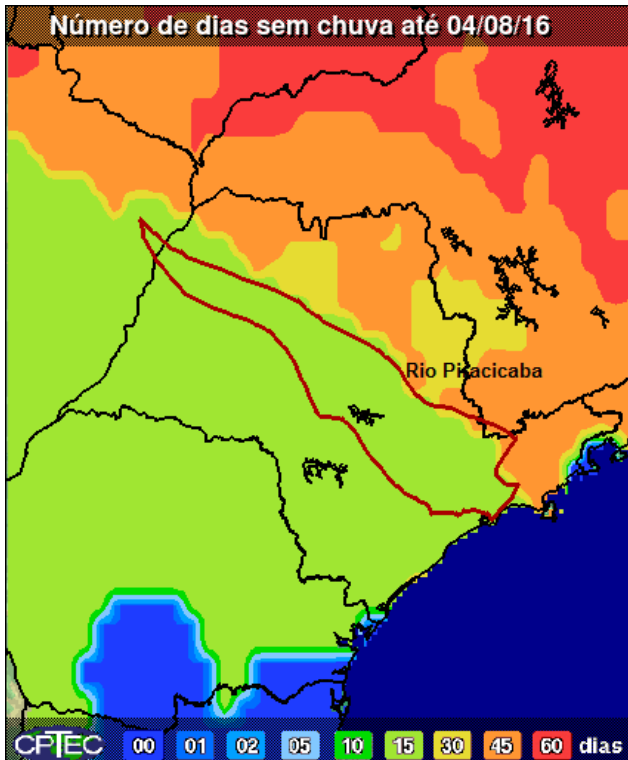 Número de dias sem chuva até 04/08/16
Rio Piracicaba
CPTEC 00 01 02 05 10 15 30 45 60 dias